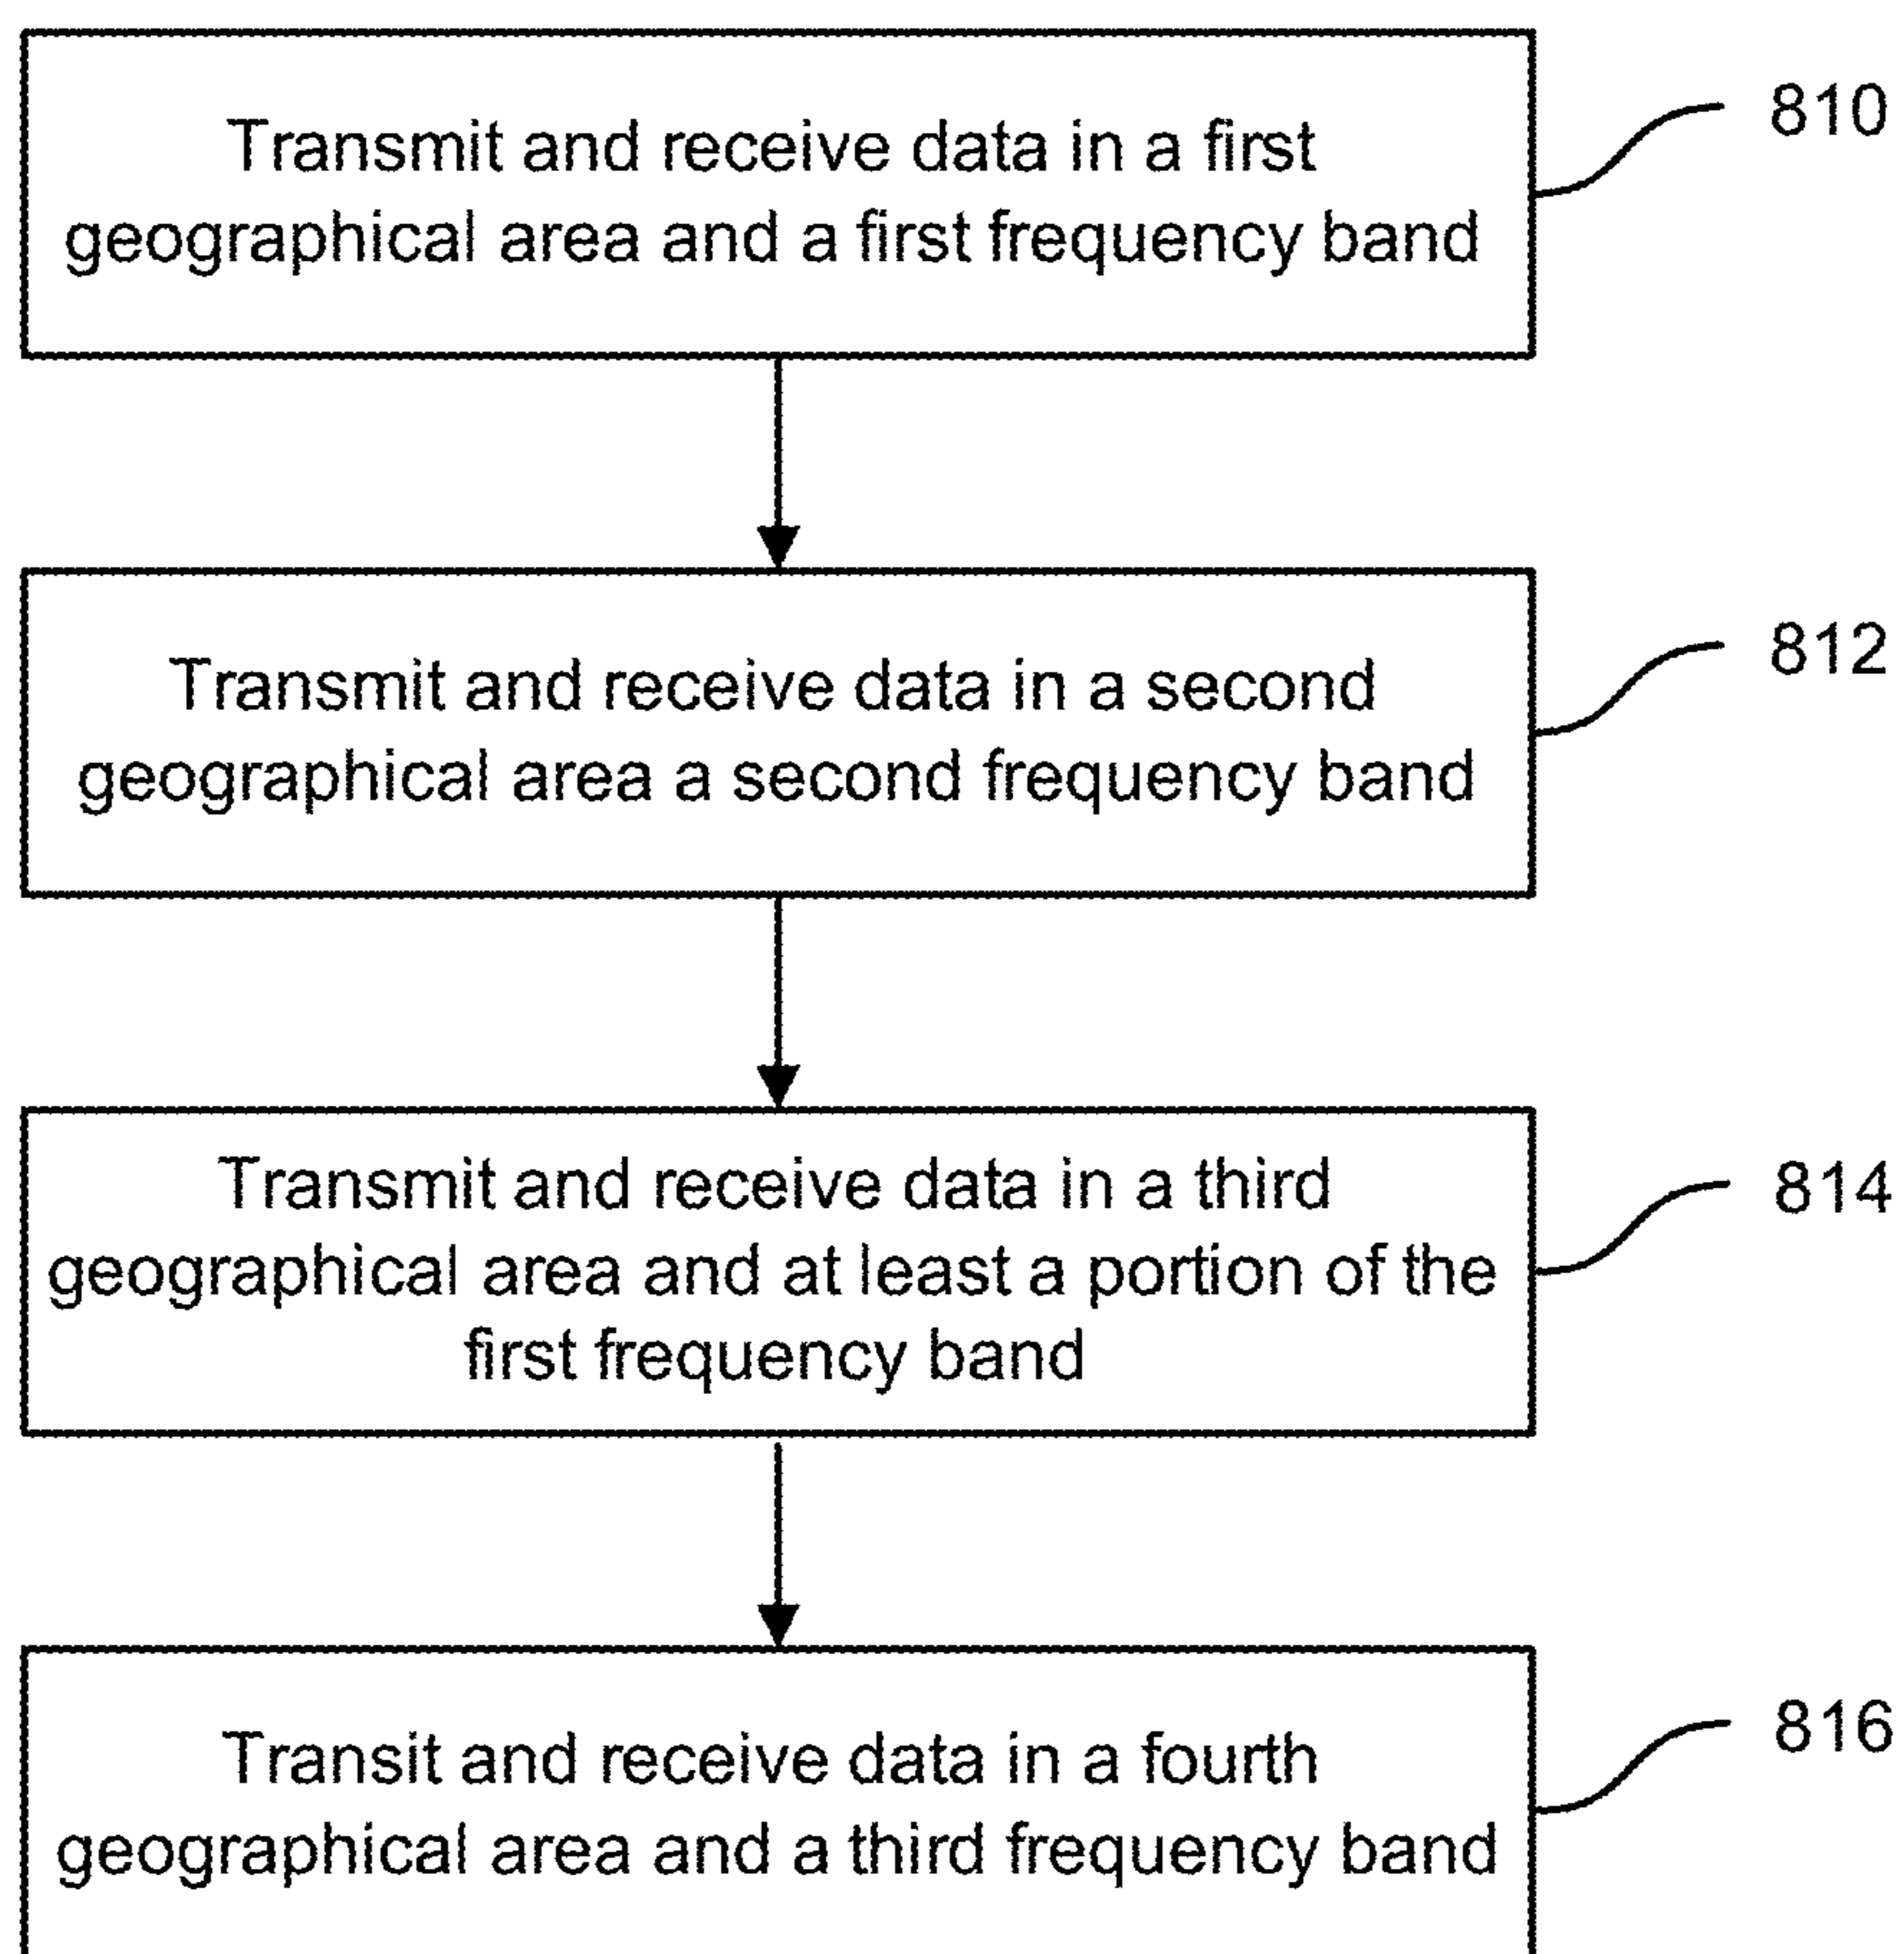 Transmit and receive data in a first
geographical area and a first frequency band
810
Transmit and receive data in a second
geographical area a second frequency band
812
Transmit and receive data in a third
geographical area and at least a portion of the
first frequency band
814
Transit and receive data in a fourth
geographical area and a third frequency band
816